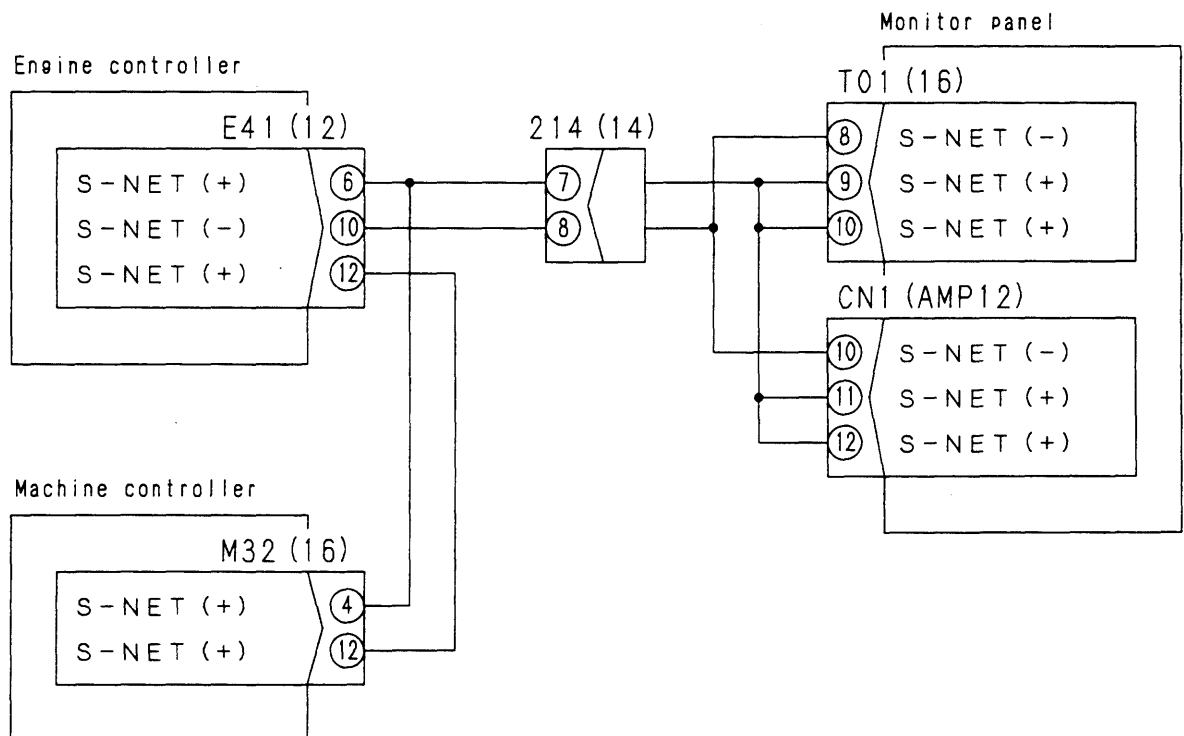 Monitor panel
Engine controller
T01 (16)
E41 (12)
214 (14)
8 S-NET (-)
S-NET (+) 6
7
9 S-NET (+)
S-NET (-) 10
8
10 S-NET (+)
S-NET (+) 12
CN1 (AMP12)
10 S-NET (-)
11 S-NET (+)
12 S-NET (+)
Machine controller
M32 (16)
S-NET (+) 4
S-NET (+) 12